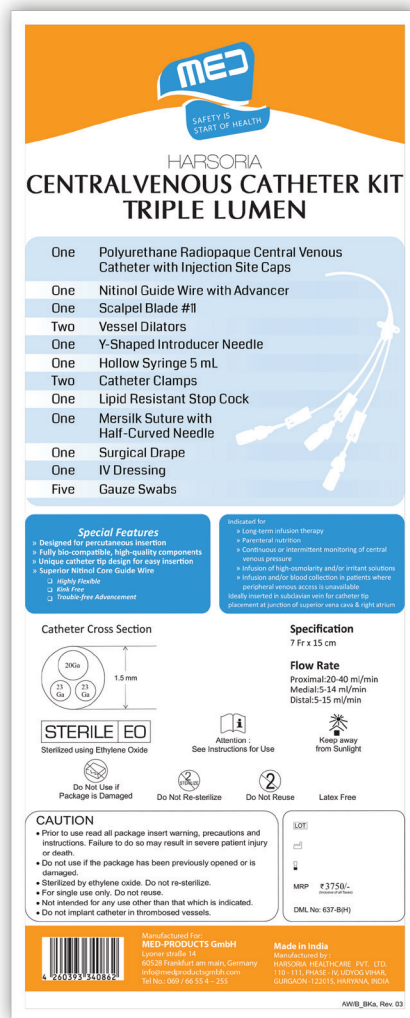 MED
SAFETY IS
START OF HEALTH
HARSORIA
CENTRALVENOUS CATHETER KIT
TRIPLE LUMEN
One Polyurethane Radiopaque Central Venous
Catheter with Injection Site Caps
One Nitinol Guide Wire with Advancer
One Scalpel Blade #11
Two Vessel Dilators
One Y-Shaped Introducer Needle
One Hollow Syringe 5 mL
Two Catheter Clamps
One Lipid Resistant Stop Cock
One Mersilk Suture with
Half-Curved Needle
One Surgical Drape
One IV Dressing
Five Gauze Swabs
Special Features
» Designed for percutaneous insertion
» Fully bio-compatible, high-quality components
» Unique catheter tip design for easy insertion
» Superior Nitinol Core Guide Wire
❑ Highly Flexible
❑ Kink Free
❑ Trouble-free Advancement
Indicated for
» Long-term infusion therapy
» Parenteral nutrition
» Continuous or intermittent monitoring of central
venous pressure
» Infusion of high-osmolarity and/or irritant solutions
» Infusion and/or blood collection in patients where
peripheral venous access is unavailable
Ideally inserted in subclavian vein for catheter tip
placement at junction of superior vena cava & right atrium
Catheter Cross Section
20Ga
23
Ga
23
Ga
1.5 mm
Specification
7 Fr x 15 cm
Flow Rate
Proximal:20-40 ml/min
Medial:5-14 ml/min
Distal:5-15 ml/min
STERILE EO
Sterilized using Ethylene Oxide
Attention :
See Instructions for Use
Keep away
from Sunlight
Do Not Use if
Package is Damaged
2
STERILIZE
Do Not Re-sterilize
2
Do Not Reuse
Latex Free
CAUTION
• Prior to use read all package insert warning, precautions and
instructions. Failure to do so may result in severe patient injury
or death.
• Do not use if the package has been previously opened or is
damaged.
• Sterilized by ethylene oxide. Do not re-sterilize.
• For single use only. Do not reuse.
• Not intended for any use other than that which is indicated.
• Do not implant catheter in thrombosed vessels.
LOT
MRP ₹3750/-
(Inclusive of all Taxes)
DML No: 637-B(H)
4 260393 340862
Manufactured For:
MED-PRODUCTS GmbH
Lyoner straße 14
60528 Frankfurt am main, Germany
info@medproductsgmbh.com
Tel No.: 069 / 66 55 4 – 255
Made in India
Manufactured by :
HARSORIA HEALTHCARE PVT. LTD.
110 - 111, PHASE - IV, UDYOG VIHAR,
GURGAON -122015, HARYANA, INDIA
AW/B_BKa, Rev. 03